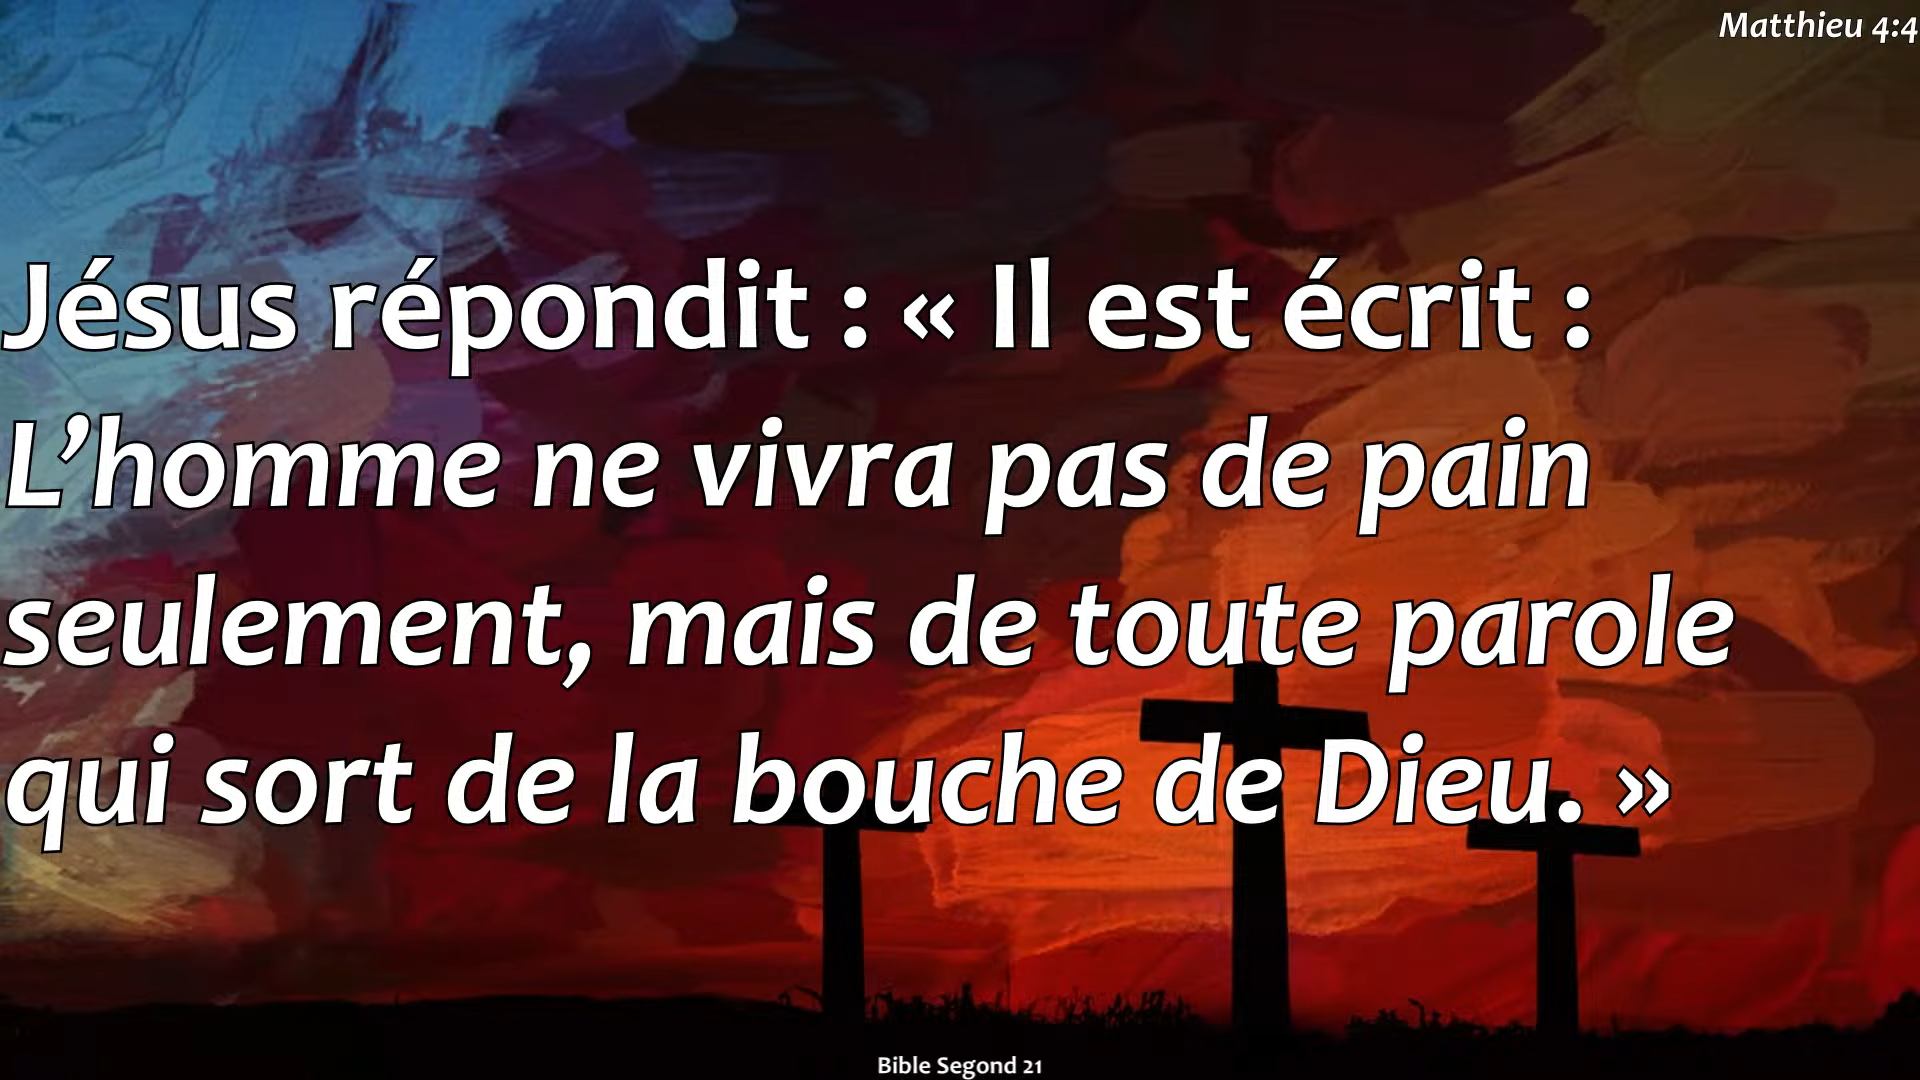 Matthieu 4:4
Jésus répondit : « Il est écrit :
L’homme ne vivra pas de pain
seulement, mais de toute parole
qui sort de la bouche de Dieu. »
Bible Segond 21